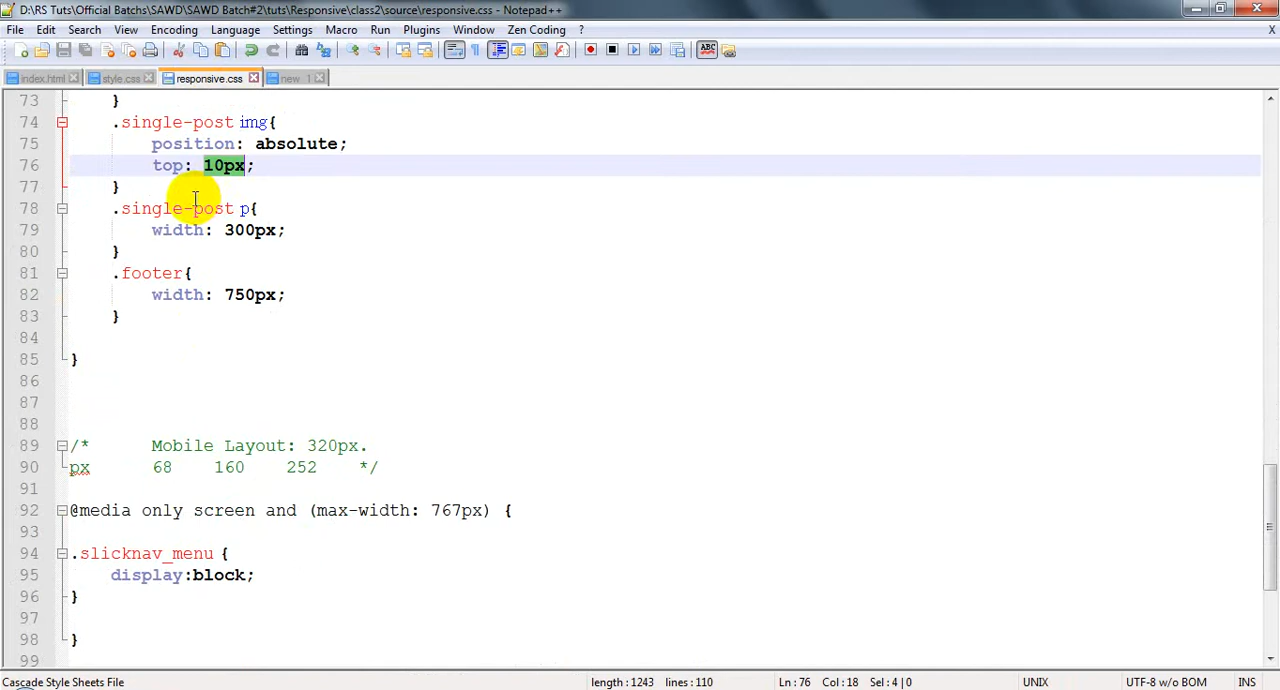 D:\RS Tuts\Official Batchs\SAWD\SAWD Batch#2\tuts\Responsive\class2\source\responsive.css - Notepad++
File Edit Search View Encoding Language Settings Macro Run Plugins Window Zen Coding ? X
index.html style.css responsive.css new 1
73 }
74 .single-post img{
75 position: absolute;
76 top: 10px;
77 }
78 .single-post p{
79 width: 300px;
80 }
81 .footer{
82 width: 750px;
83 }
84
85 }
86
87
88
89 /* Mobile Layout: 320px.
90 px 68 160 252 */
91
92 @media only screen and (max-width: 767px) {
93
94 .slicknav_menu {
95 display:block;
96 }
97
98 }
99
Cascade Style Sheets File length : 1243 lines : 110 Ln : 76 Col : 18 Sel : 4 | 0 UNIX UTF-8 w/o BOM INS